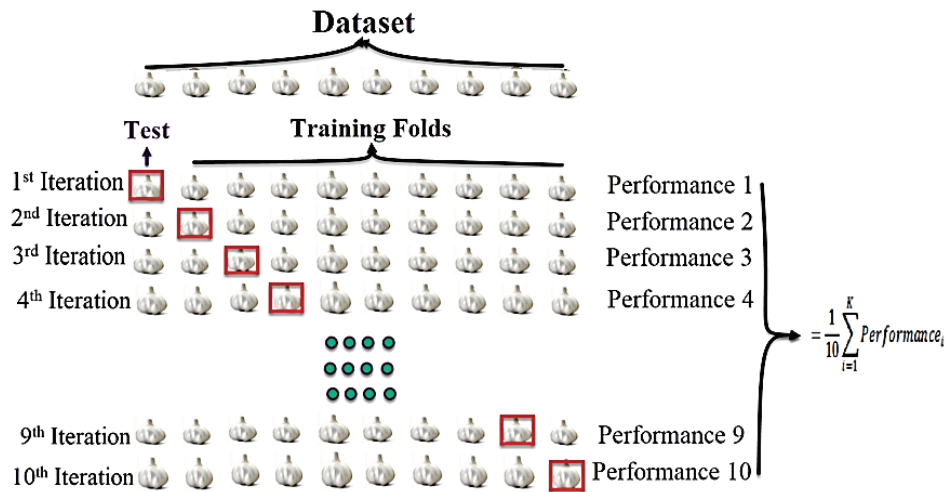 Dataset
Test
Training Folds
1st Iteration
Performance 1
2nd Iteration
Performance 2
3rd Iteration
Performance 3
4th Iteration
Performance 4
= 1/10 ∑_{i=1}^{K} Performance_i
9th Iteration
Performance 9
10th Iteration
Performance 10